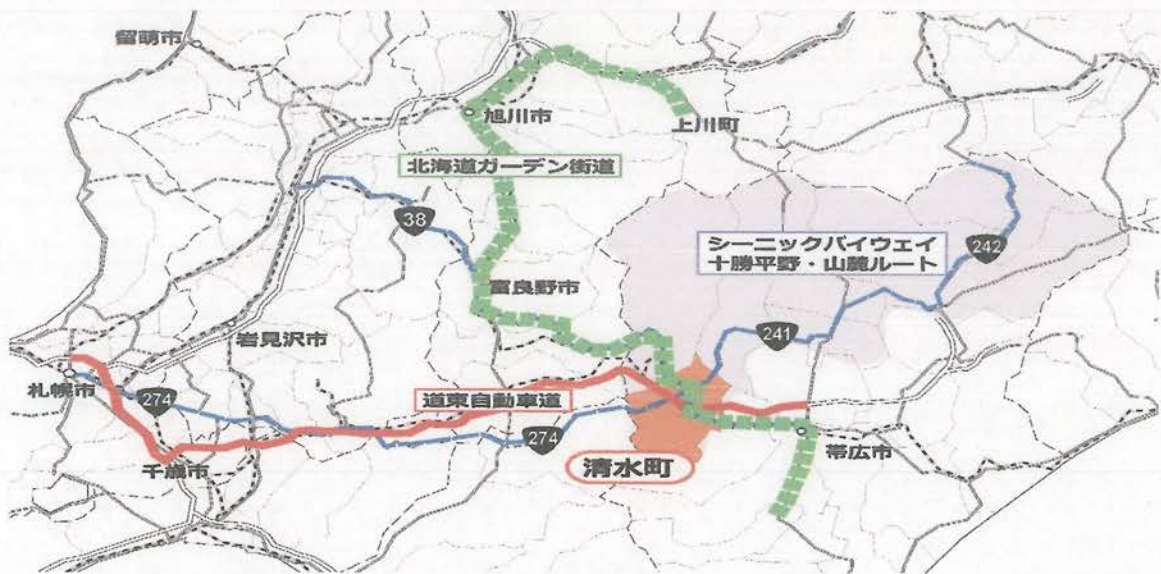 留萌市
旭川市
上川町
北海道ガーデン街道
38
シーニックバイウェイ
十勝平野・山麓ルート
242
富良野市
岩見沢市
241
札幌市
274
道東自動車道
274
千歳市
清水町
帯広市